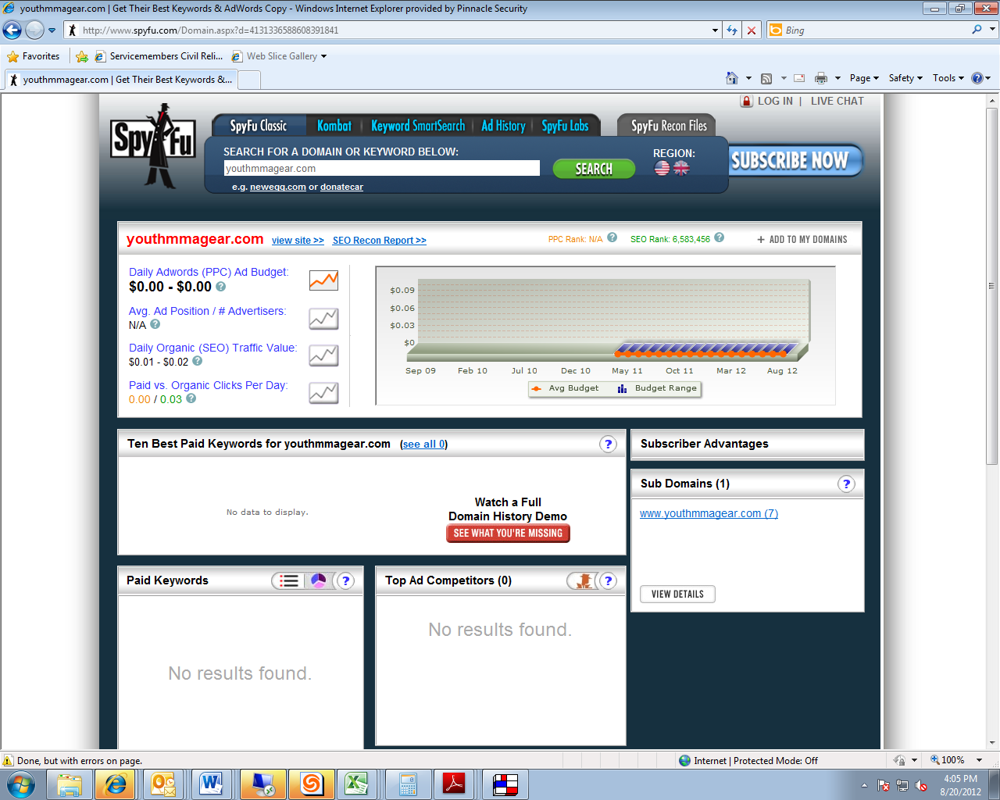 youthmmagear.com | Get Their Best Keywords & AdWords Copy - Windows Internet Explorer provided by Pinnacle Security
http://www.spyfu.com/Domain.aspx?d=4131336588608391841
Bing
Favorites
Servicemembers Civil Reli...
Web Slice Gallery
youthmmagear.com | Get Their Best Keywords &...
Page
Safety
Tools
LOG IN | LIVE CHAT
SpyFu
SpyFu Classic
Kombat
Keyword SmartSearch
Ad History
SpyFu Labs
SpyFu Recon Files
SEARCH FOR A DOMAIN OR KEYWORD BELOW:
REGION:
youthmmagear.com
SEARCH
SUBSCRIBE NOW
e.g. newegg.com or donatecar
youthmmagear.com view site >> SEO Recon Report >>
PPC Rank: N/A ?
SEO Rank: 6,583,456 ?
+ ADD TO MY DOMAINS
Daily Adwords (PPC) Ad Budget:
$0.00 - $0.00 ?
Avg. Ad Position / # Advertisers:
N/A ?
Daily Organic (SEO) Traffic Value:
$0.01 - $0.02 ?
Paid vs. Organic Clicks Per Day:
0.00 / 0.03 ?
$0.09
$0.06
$0.03
$0
Sep 09
Feb 10
Jul 10
Dec 10
May 11
Oct 11
Mar 12
Aug 12
Avg Budget
Budget Range
Ten Best Paid Keywords for youthmmagear.com (see all 0)
?
No data to display.
Watch a Full
Domain History Demo
SEE WHAT YOU'RE MISSING
Subscriber Advantages
Sub Domains (1)
?
www.youthmmagear.com (7)
VIEW DETAILS
Paid Keywords
?
No results found.
Top Ad Competitors (0)
?
No results found.
Done, but with errors on page.
Internet | Protected Mode: Off
100%
4:05 PM
8/20/2012